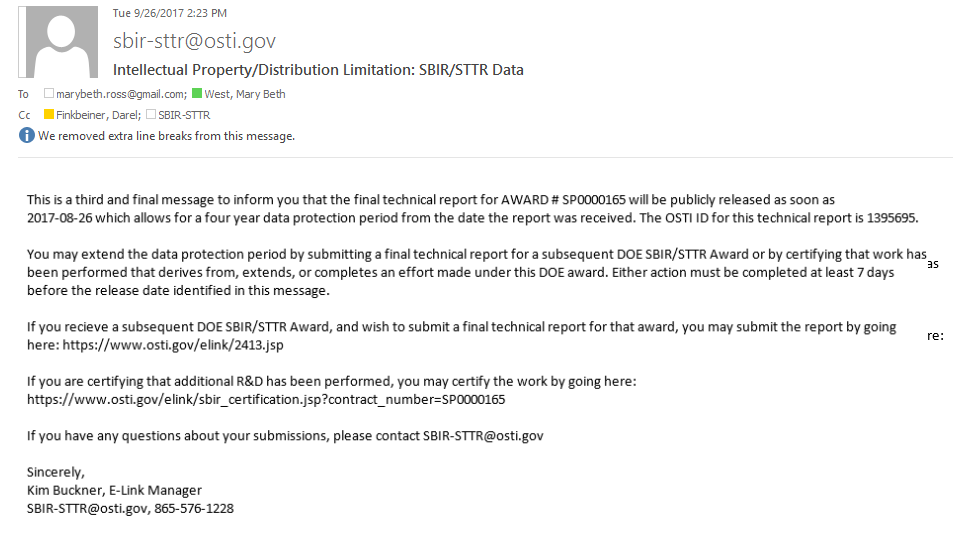 Tue 9/26/2017 2:23 PM
sbir-sttr@osti.gov
Intellectual Property/Distribution Limitation: SBIR/STTR Data
To marybeth.ross@gmail.com; West, Mary Beth
Cc Finkbeiner, Darel; SBIR-STTR
We removed extra line breaks from this message.
This is a third and final message to inform you that the final technical report for AWARD # SP0000165 will be publicly released as soon as
2017-08-26 which allows for a four year data protection period from the date the report was received. The OSTI ID for this technical report is 1395695.
You may extend the data protection period by submitting a final technical report for a subsequent DOE SBIR/STTR Award or by certifying that work has
as
been performed that derives from, extends, or completes an effort made under this DOE award. Either action must be completed at least 7 days
before the release date identified in this message.
If you recieve a subsequent DOE SBIR/STTR Award, and wish to submit a final technical report for that award, you may submit the report by going
re:
here: https://www.osti.gov/elink/2413.jsp
If you are certifying that additional R&D has been performed, you may certify the work by going here:
https://www.osti.gov/elink/sbir_certification.jsp?contract_number=SP0000165
If you have any questions about your submissions, please contact SBIR-STTR@osti.gov
Sincerely,
Kim Buckner, E-Link Manager
SBIR-STTR@osti.gov, 865-576-1228